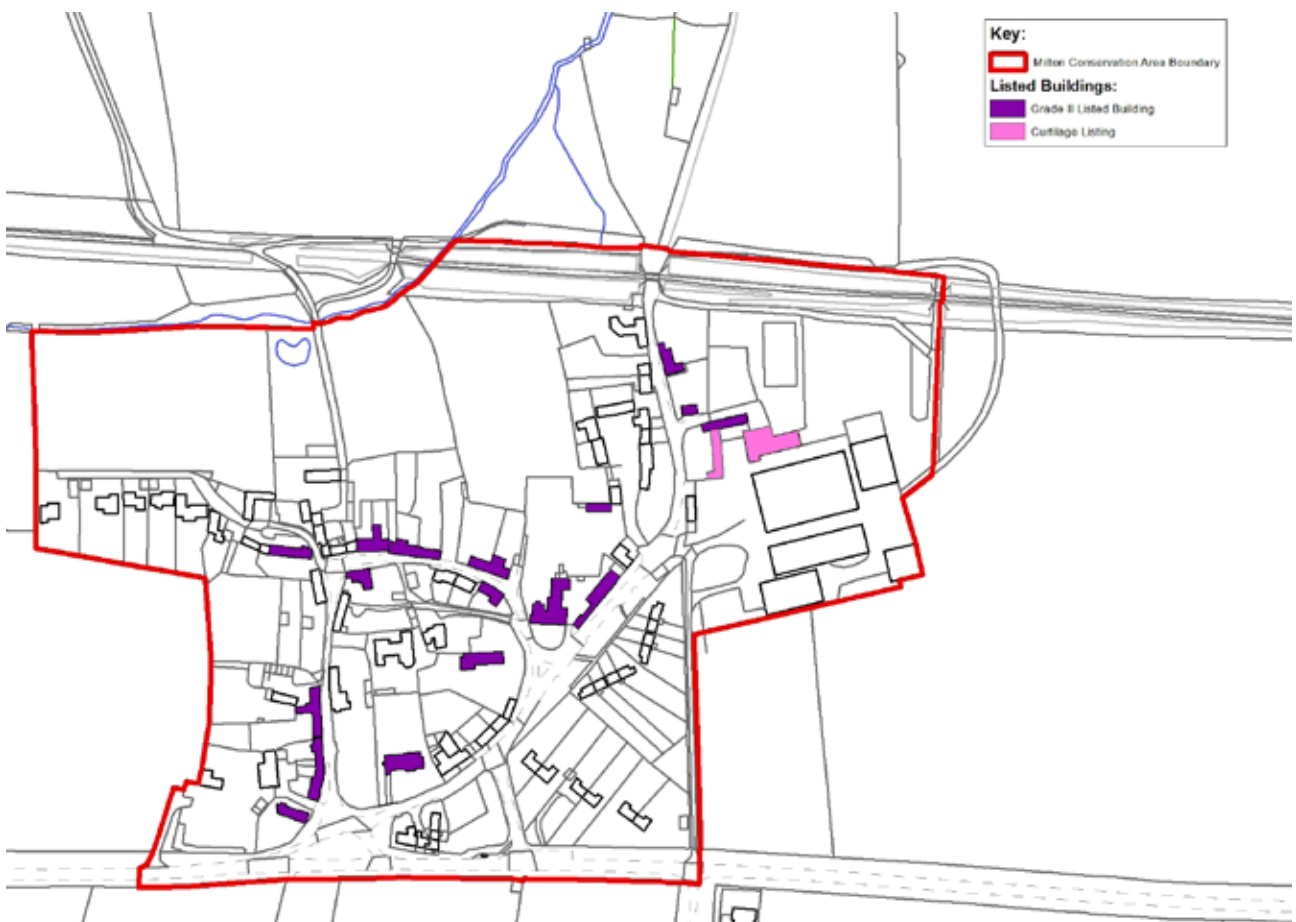 Key:
Milton Conservation Area Boundary
Listed Buildings:
Grade II Listed Building
Curtilage Listing